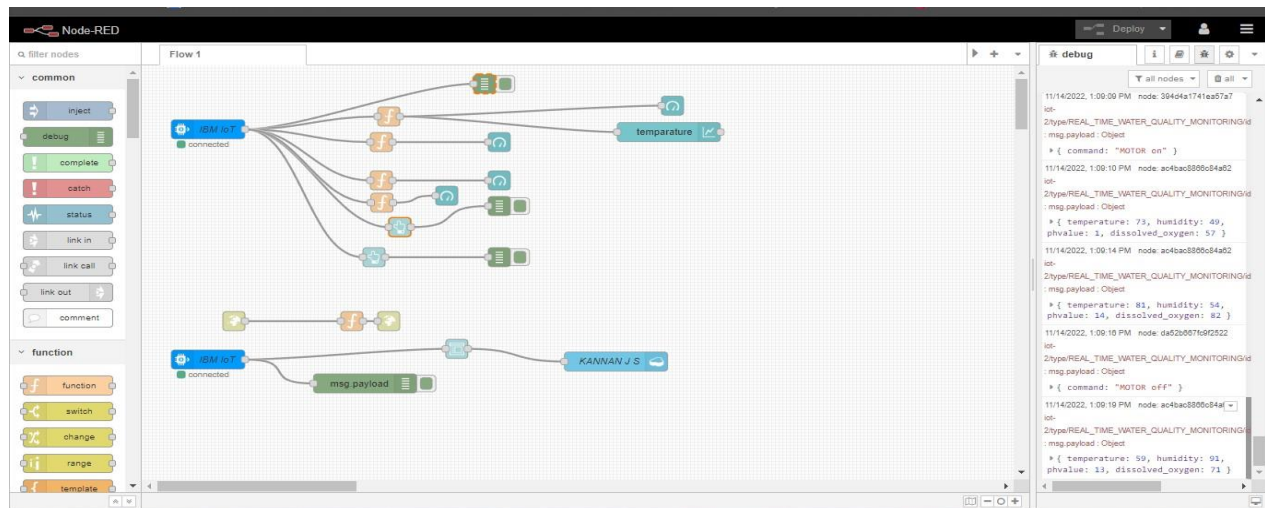 Node-RED
Deploy
filter nodes
Flow 1
debug
i
all nodes
all
common
inject
debug
complete
catch
status
link in
link call
link out
comment
function
function
switch
change
range
template
IBM IoT
connected
temparature
IBM IoT
connected
msg.payload
KANNAN J S
11/14/2022, 1:09:09 PM node: 394d4a1741ea57a7
iot-
2/type/REAL_TIME_WATER_QUALITY_MONITORING/id
: msg.payload : Object
{ command: "MOTOR on" }
11/14/2022, 1:09:10 PM node: ac4bac8866c84a62
iot-
2/type/REAL_TIME_WATER_QUALITY_MONITORING/id
: msg.payload : Object
{ temperature: 73, humidity: 49,
phvalue: 1, dissolved_oxygen: 57 }
11/14/2022, 1:09:14 PM node: ac4bac8866c84a62
iot-
2/type/REAL_TIME_WATER_QUALITY_MONITORING/id
: msg.payload : Object
{ temperature: 81, humidity: 54,
phvalue: 14, dissolved_oxygen: 82 }
11/14/2022, 1:09:16 PM node: da52b667fc9f2522
iot-
2/type/REAL_TIME_WATER_QUALITY_MONITORING/id
: msg.payload : Object
{ command: "MOTOR off" }
11/14/2022, 1:09:19 PM node: ac4bac8866c84a6
iot-
2/type/REAL_TIME_WATER_QUALITY_MONITORING/id
: msg.payload : Object
{ temperature: 59, humidity: 91,
phvalue: 13, dissolved_oxygen: 71 }